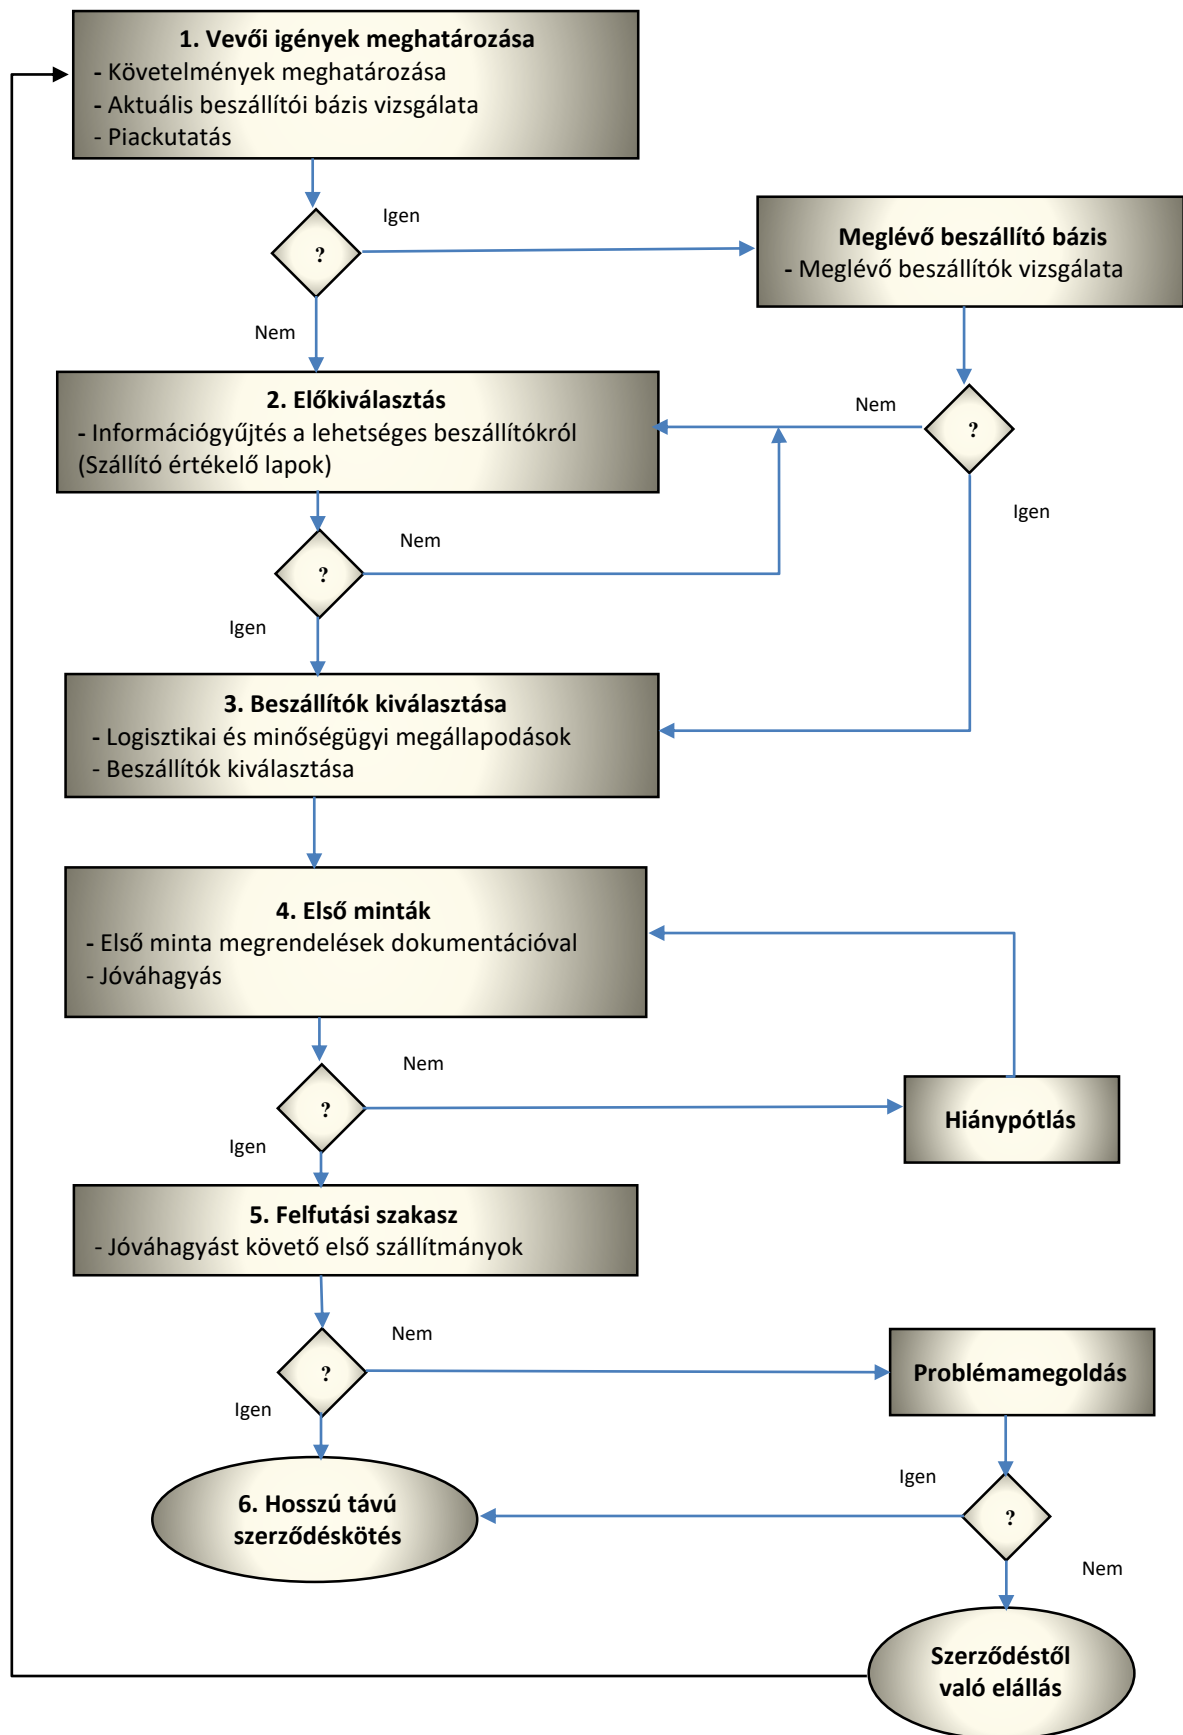 1. Vevői igények meghatározása
- Követelmények meghatározása
- Aktuális beszállítói bázis vizsgálata
- Piackutatás
Igen
?
Meglévő beszállító bázis
- Meglévő beszállítók vizsgálata
Nem
2. Előkiválasztás
- Információgyűjtés a lehetséges beszállítókról
(Szállító értékelő lapok)
Nem
?
Igen
Nem
?
Igen
3. Beszállítók kiválasztása
- Logisztikai és minőségügyi megállapodások
- Beszállítók kiválasztása
4. Első minták
- Első minta megrendelések dokumentációval
- Jóváhagyás
Nem
?
Hiánypótlás
Igen
5. Felfutási szakasz
- Jóváhagyást követő első szállítmányok
Nem
?
Problémamegoldás
Igen
6. Hosszú távú
szerződéskötés
Igen
?
Nem
Szerződéstől
való elállás